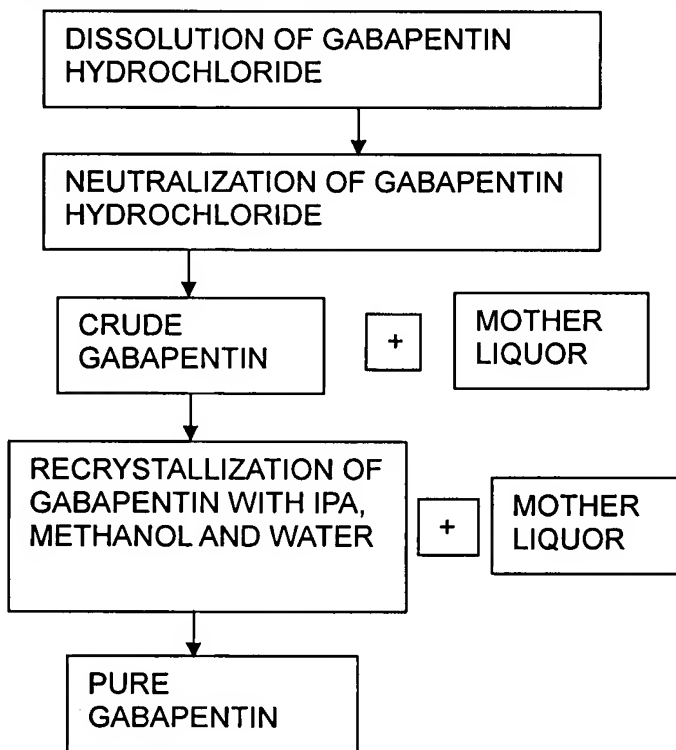 DISSOLUTION OF GABAPENTIN
HYDROCHLORIDE
NEUTRALIZATION OF GABAPENTIN
HYDROCHLORIDE
CRUDE
GABAPENTIN
+
MOTHER
LIQUOR
RECRYSTALLIZATION OF
GABAPENTIN WITH IPA,
METHANOL AND WATER
+
MOTHER
LIQUOR
PURE
GABAPENTIN